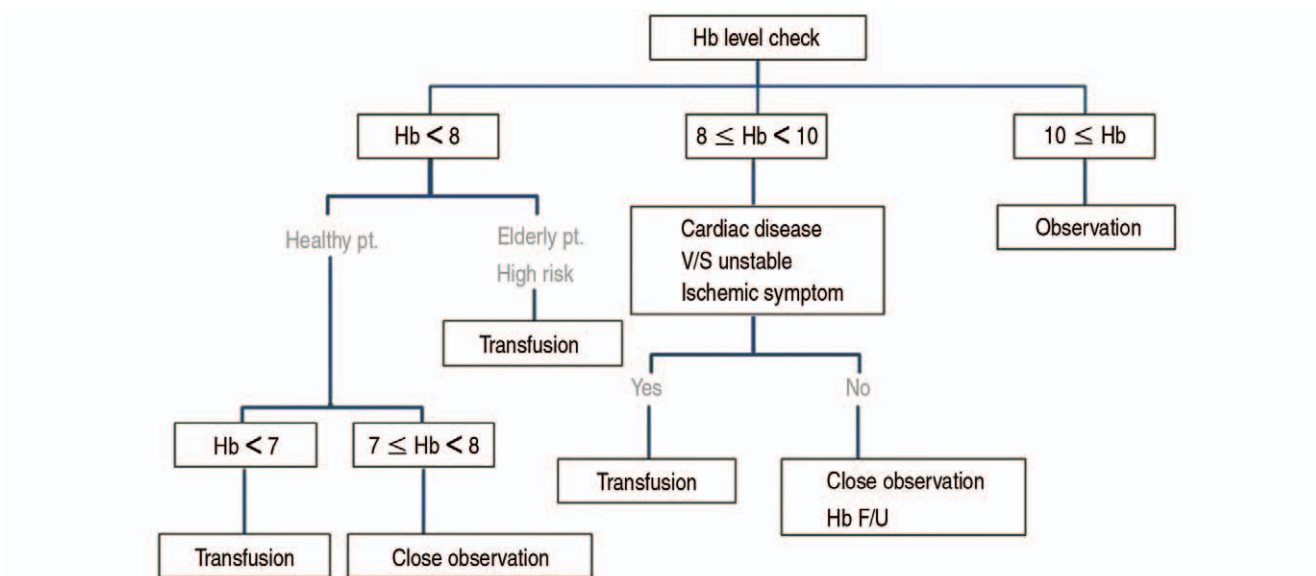 Hb level check
Hb < 8
8 ≤ Hb < 10
10 ≤ Hb
Healthy pt.
Elderly pt.
High risk
Transfusion
Cardiac disease
V/S unstable
Ischemic symptom
Observation
Yes
No
Hb < 7
7 ≤ Hb < 8
Transfusion
Close observation
Hb F/U
Transfusion
Close observation